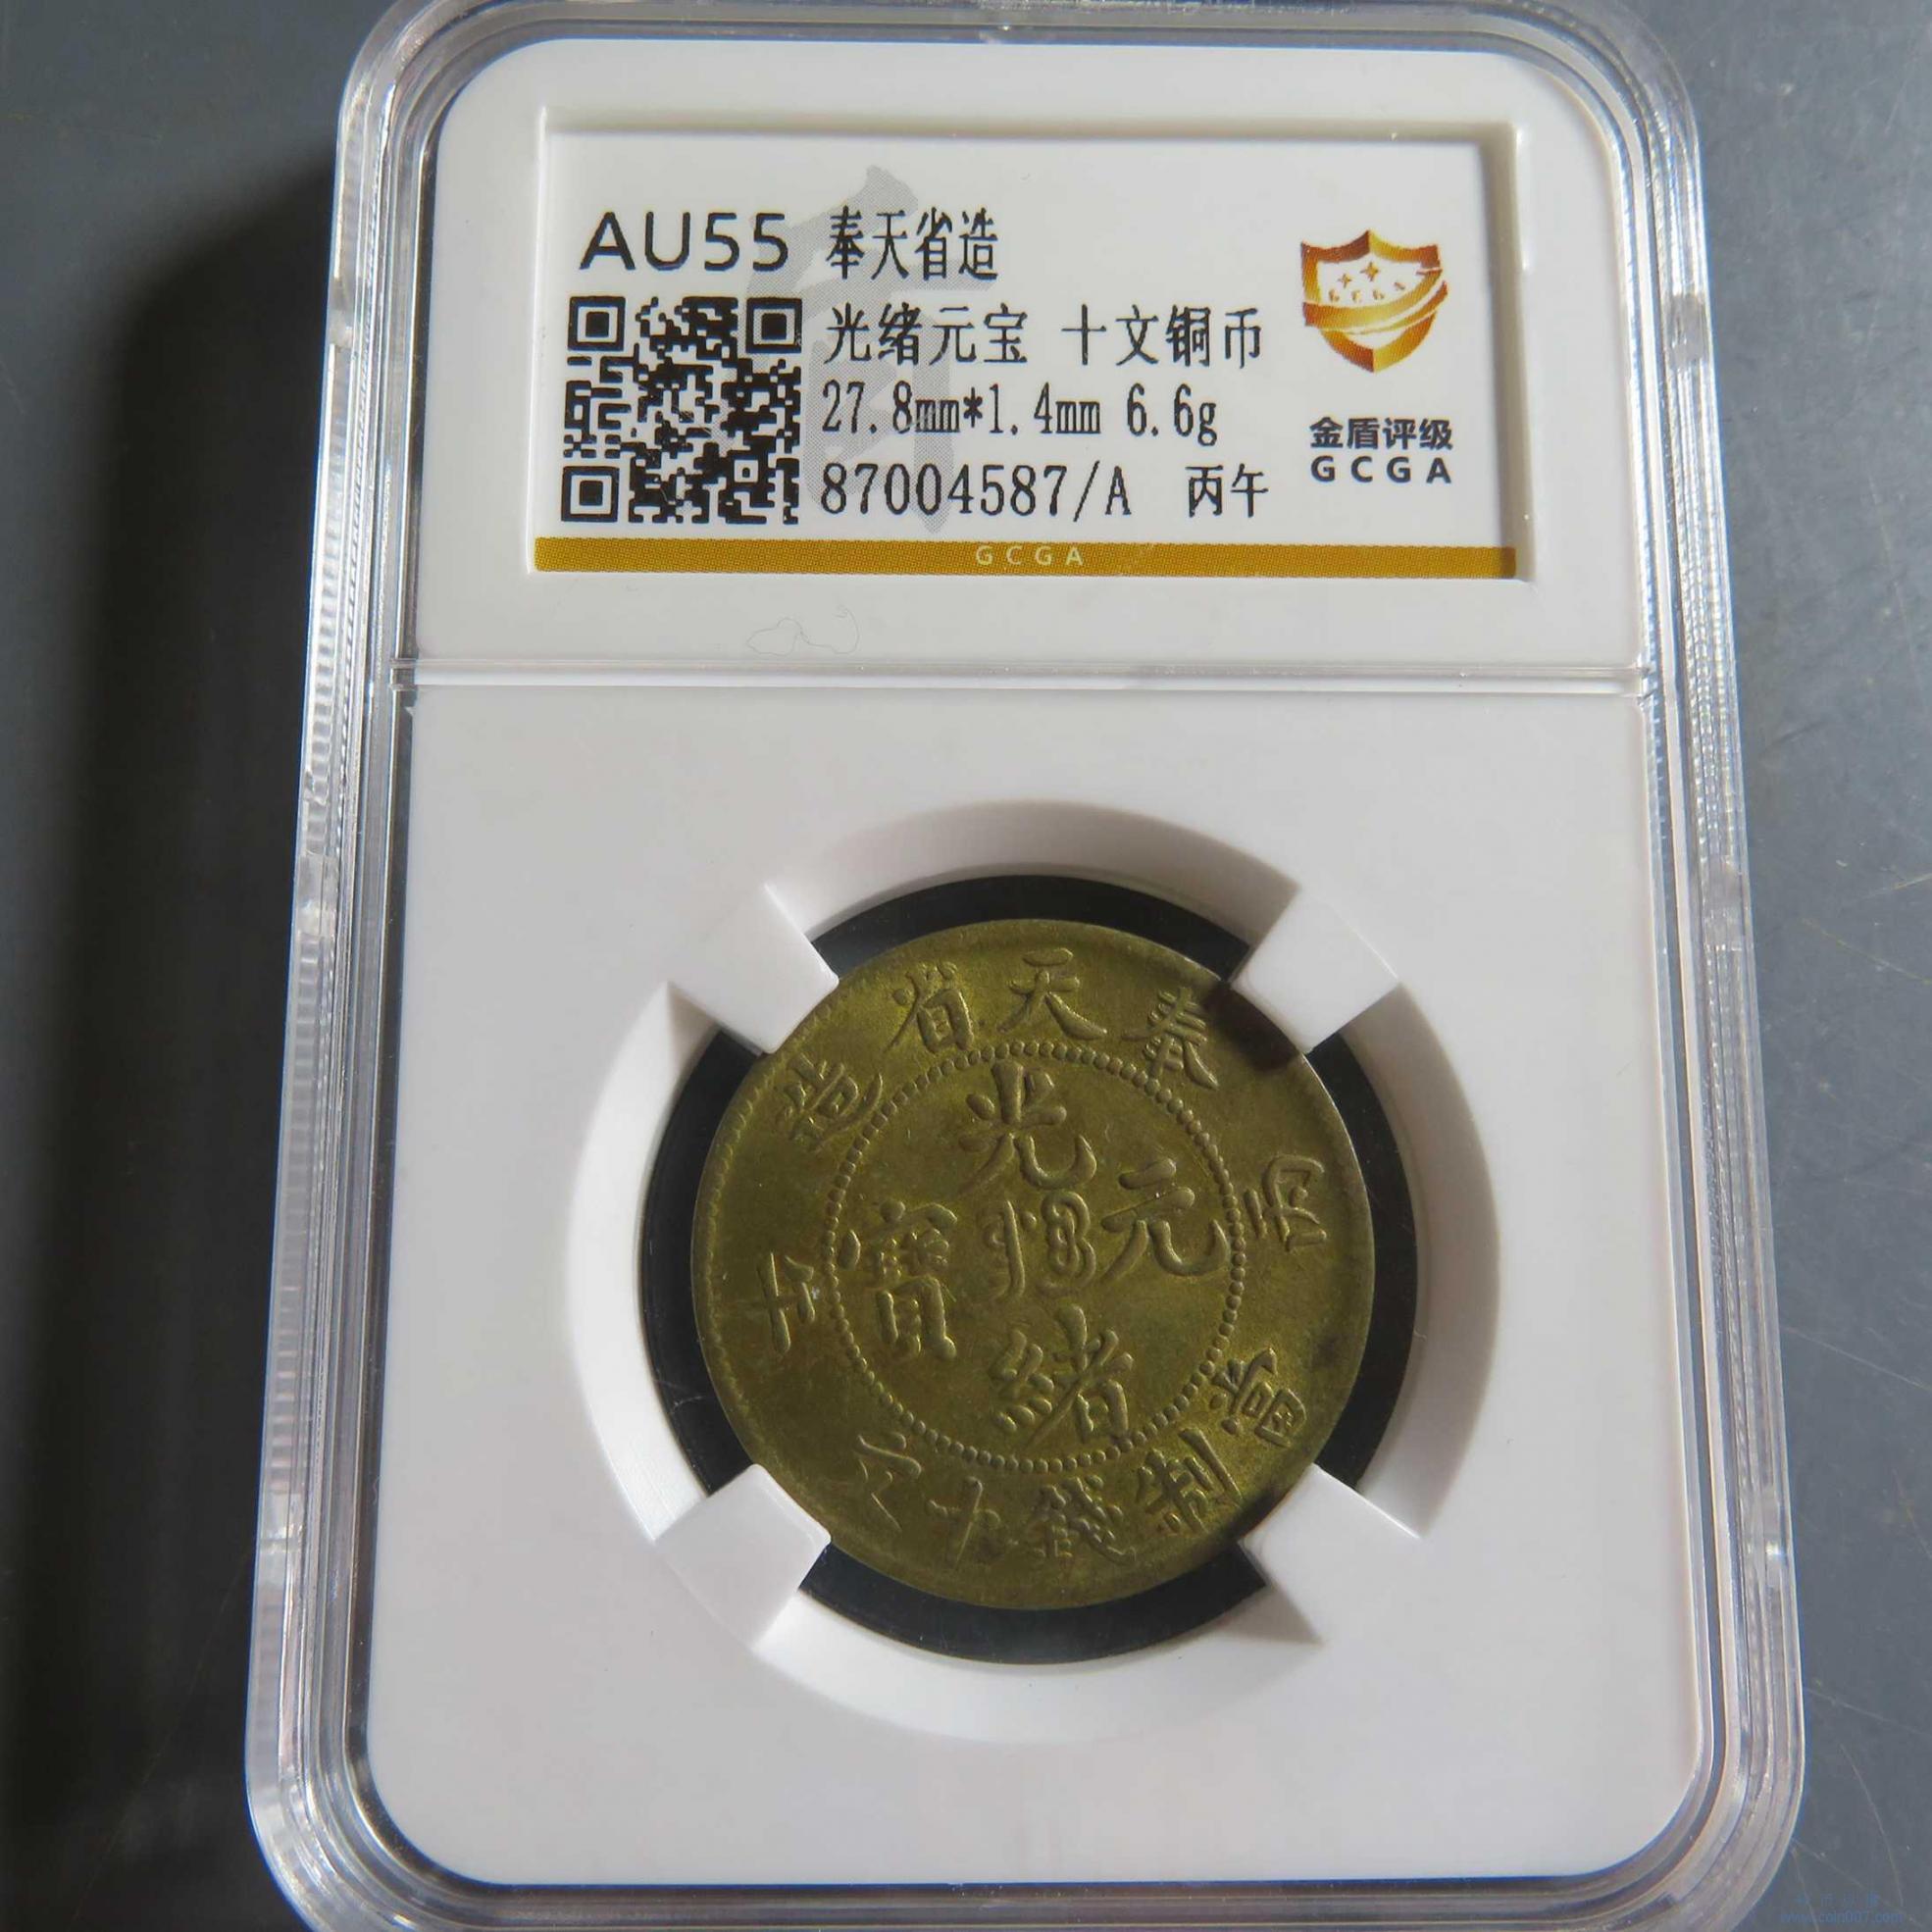 AU55 奉天省造
光绪元宝 十文铜币
27.8mm*1.4mm 6.6g
87004587/A 丙午
金盾评级
GCGA
GCGA
奉天省造
丙午
光緒元寶
當制錢十文